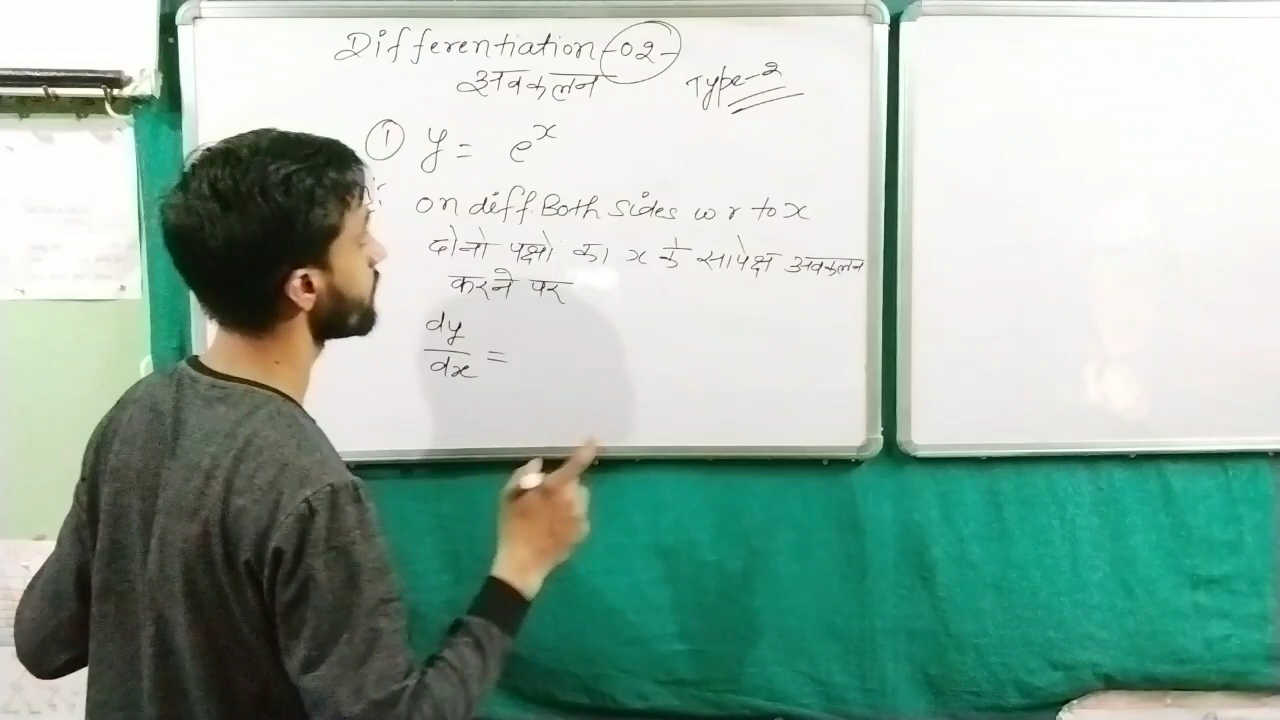 Differentiation-02-
अवकलन
Type-2
① y = e^x
n:
on diff. Both sides w r to x
दोनो पक्षो का x के सापेक्ष अवकलन
करने पर
dy/dx =